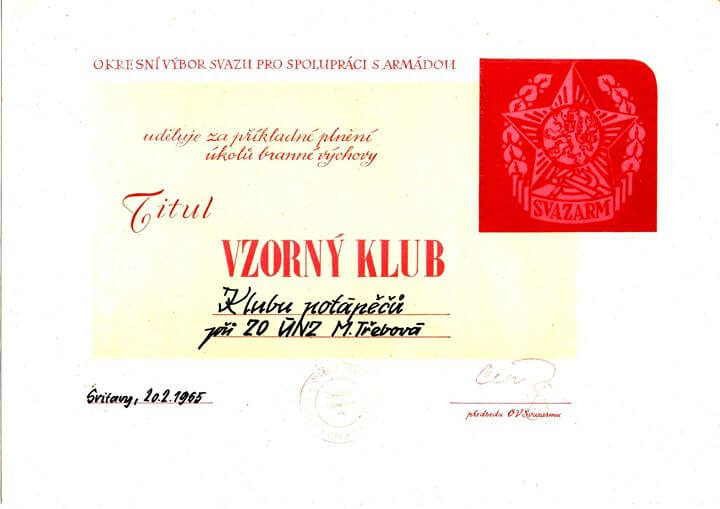 OKRESNÍ VÝBOR SVAZU PRO SPOLUPRÁCI S ARMÁDOU
SVAZARM
uděluje za příkladné plnění
úkolů branné výchovy
Titul
VZORNÝ KLUB
Klubu potápěčů
při ZO ÚNZ M. Třebová
Svitavy, 20.2.1965
předseda OV Svazarmu